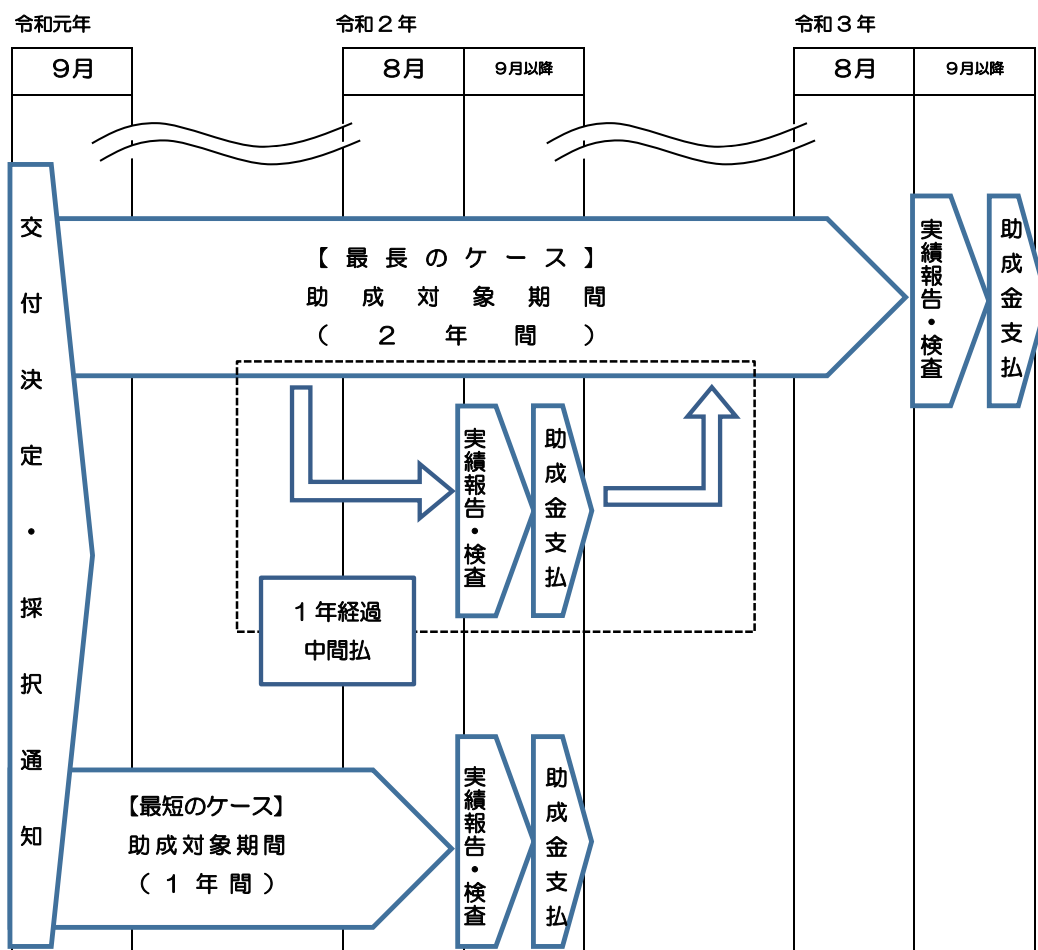 令和元年
令和２年
令和３年
９月
８月
９月以降
８月
９月以降
交付決定・採択通知
【最長のケース】
助成対象期間
（２年間）
実績報告・検査
助成金支払
実績報告・検査
助成金支払
１年経過
中間払
【最短のケース】
助成対象期間
（１年間）
実績報告・検査
助成金支払